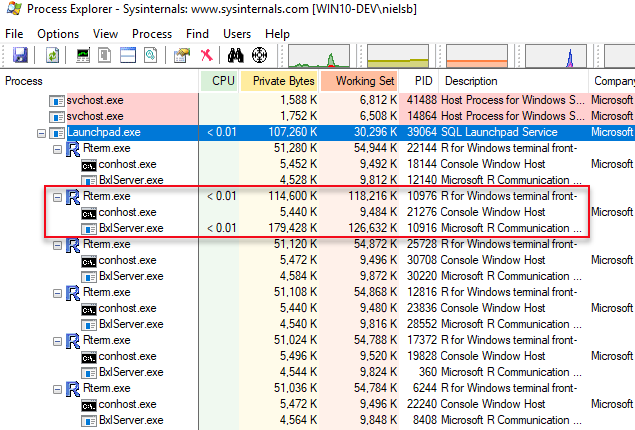 Process Explorer - Sysinternals: www.sysinternals.com [WIN10-DEV\nielsb]
File Options View Process Find Users Help
Process CPU Private Bytes Working Set PID Description Company
svchost.exe 1,588 K 6,812 K 41488 Host Process for Windows S... Microsoft
svchost.exe 1,752 K 6,508 K 14864 Host Process for Windows S... Microsoft
Launchpad.exe < 0.01 107,260 K 30,296 K 39064 SQL Launchpad Service Microsoft
Rterm.exe 51,280 K 54,944 K 22144 R for Windows terminal front-
conhost.exe 5,452 K 9,492 K 18144 Console Window Host Microsoft
BxlServer.exe 4,528 K 9,812 K 12140 Microsoft R Communication ...
Rterm.exe < 0.01 114,600 K 118,216 K 10976 R for Windows terminal front-
conhost.exe 5,440 K 9,484 K 21276 Console Window Host Microsoft
BxlServer.exe < 0.01 179,428 K 126,632 K 10916 Microsoft R Communication ...
Rterm.exe 51,120 K 54,872 K 25728 R for Windows terminal front-
conhost.exe 5,472 K 9,496 K 20708 Console Window Host Microsoft
BxlServer.exe 4,584 K 9,872 K 30220 Microsoft R Communication ...
Rterm.exe 51,108 K 54,868 K 12816 R for Windows terminal front-
conhost.exe 5,440 K 9,480 K 23836 Console Window Host Microsoft
BxlServer.exe 4,540 K 9,816 K 28552 Microsoft R Communication ...
Rterm.exe 51,024 K 54,788 K 17372 R for Windows terminal front-
conhost.exe 5,496 K 9,520 K 19828 Console Window Host Microsoft
BxlServer.exe 4,544 K 9,824 K 360 Microsoft R Communication ...
Rterm.exe 51,036 K 54,784 K 6244 R for Windows terminal front-
conhost.exe 5,472 K 9,496 K 22240 Console Window Host Microsoft
BxlServer.exe 4,564 K 9,848 K 8408 Microsoft R Communication ...